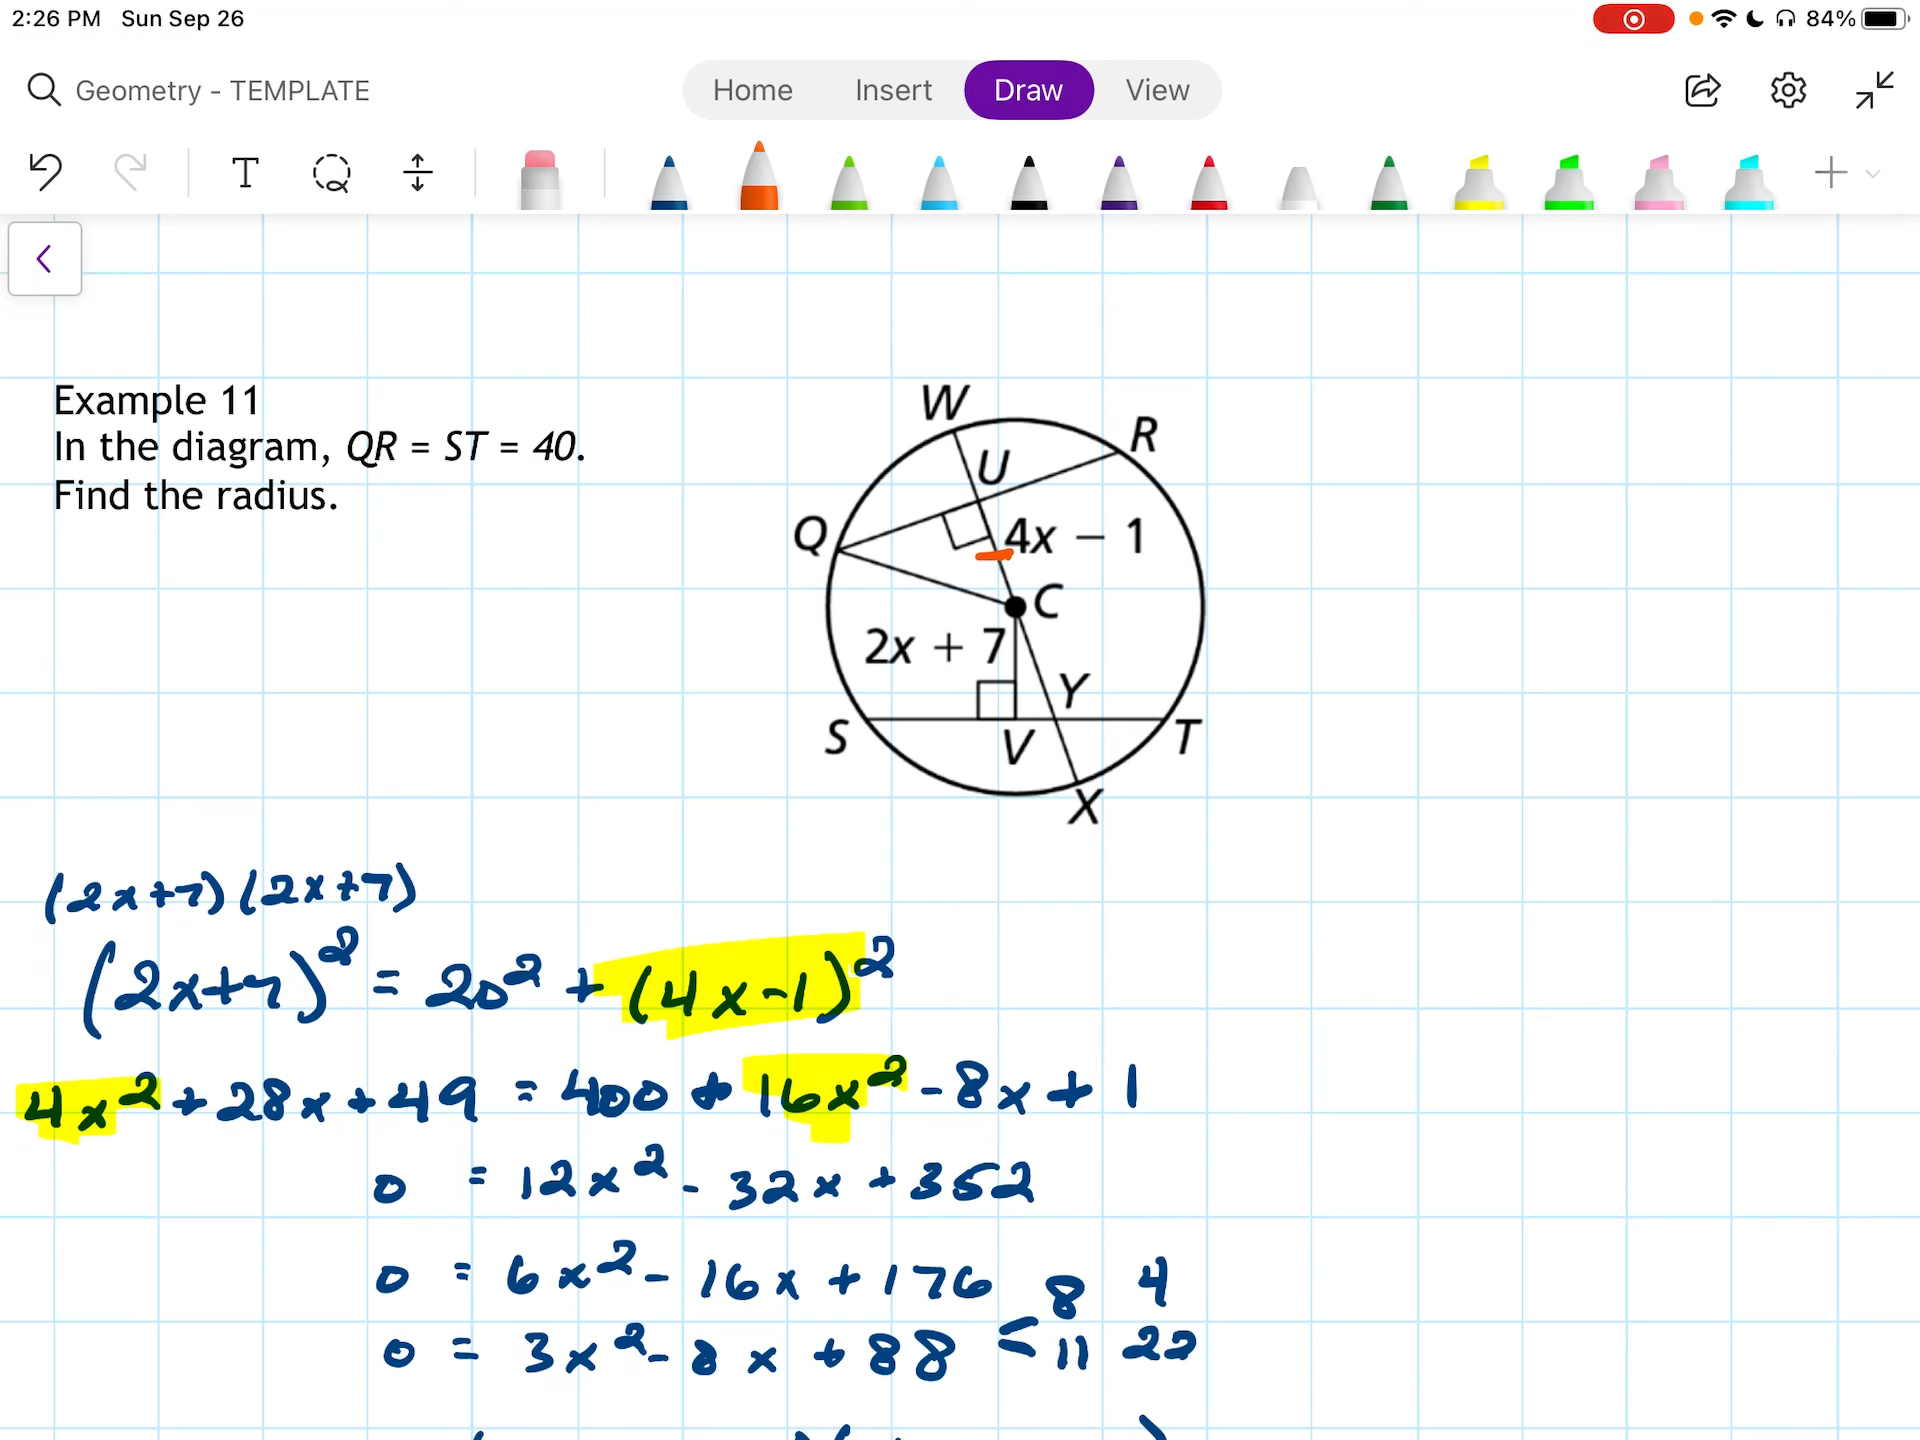 2:26 PM Sun Sep 26 84%
Geometry - TEMPLATE Home Insert Draw View
T
Example 11
In the diagram, QR = ST = 40.
Find the radius.
W
R
U
Q
4x − 1
C
2x + 7
Y
S
V
T
X
(2x+7)(2x+7)
(2x+7)² = 20² + (4x-1)²
4x² + 28x + 49 = 400 + 16x² - 8x + 1
0 = 12x² - 32x + 352
0 = 6x² - 16x + 176 8 4
0 = 3x² - 8x + 88 < 11 22